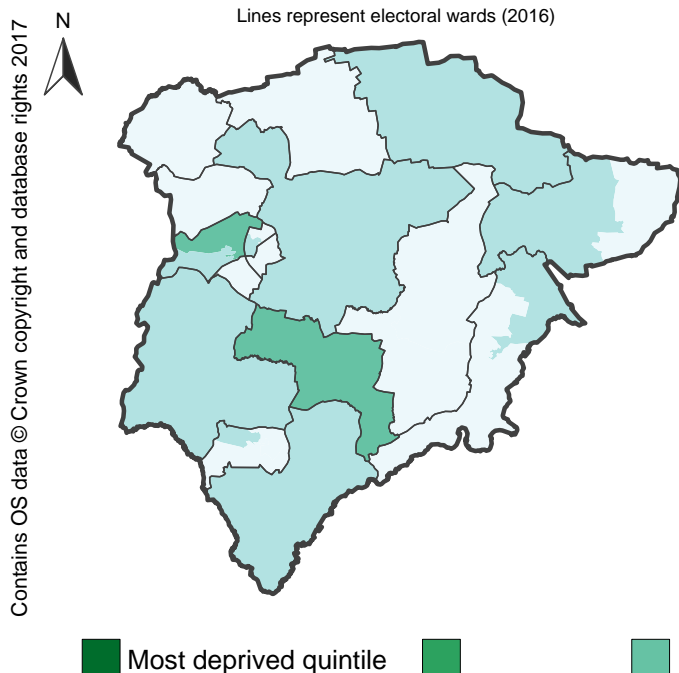 Lines represent electoral wards (2016)
N
Contains OS data © Crown copyright and database rights 2017
Most deprived quintile